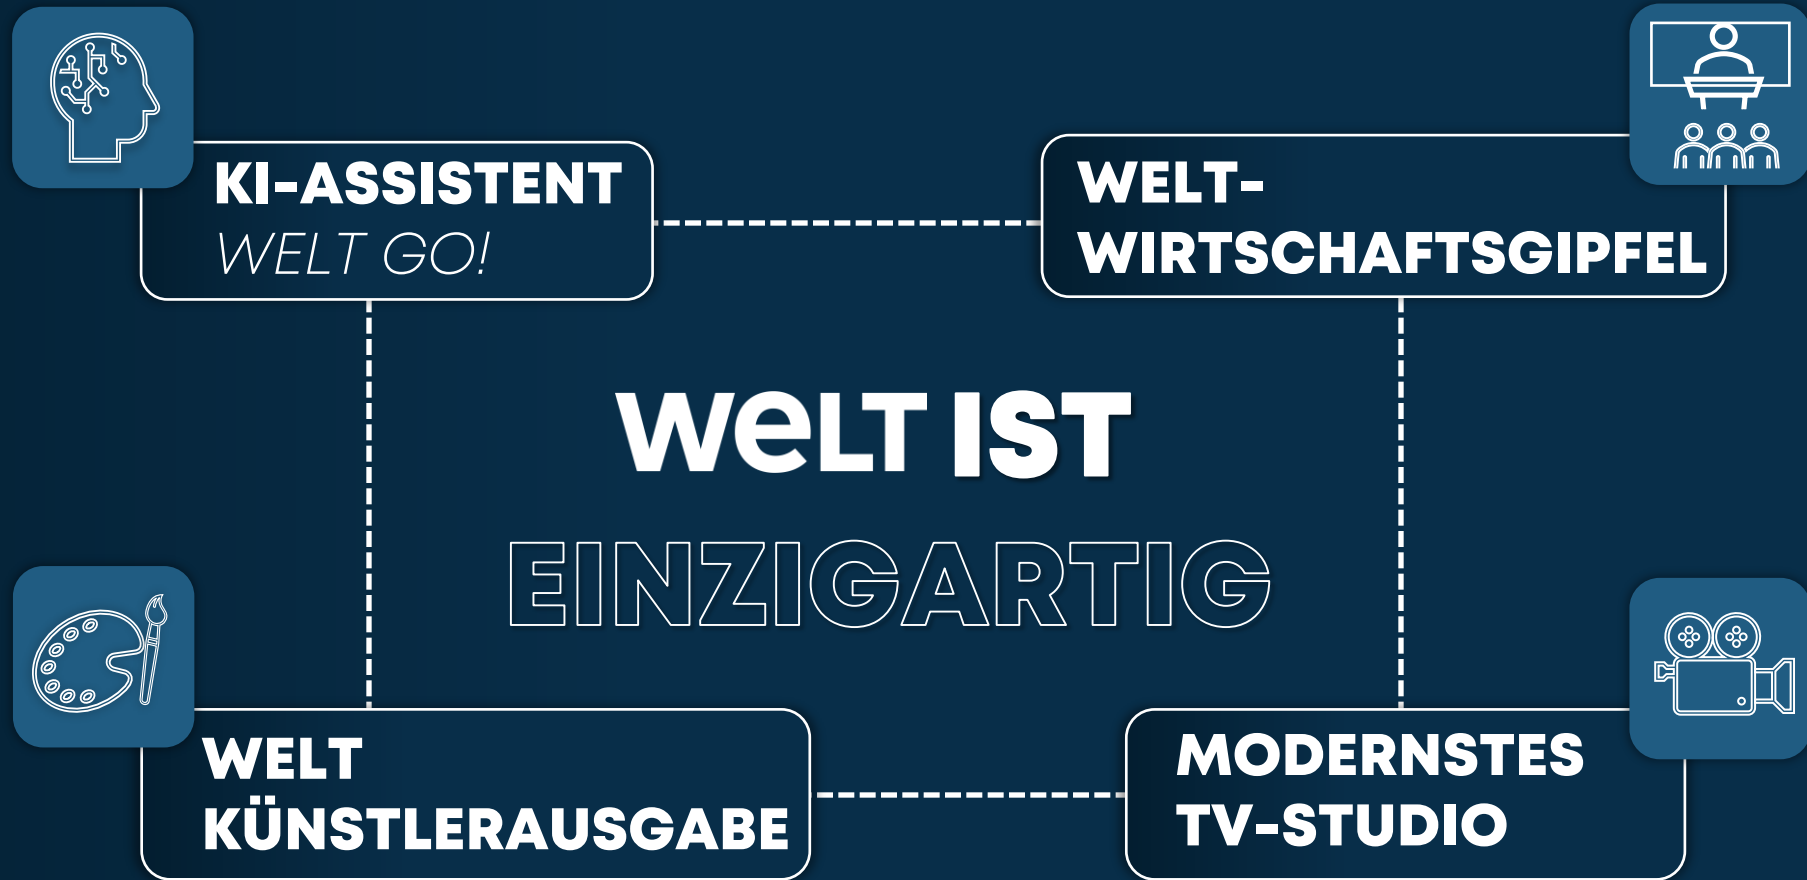 KI-ASSISTENT
WELT GO!
WELT-
WIRTSCHAFTSGIPFEL
WELT IST
EINZIGARTIG
WELT
KÜNSTLERAUSGABE
MODERNSTES
TV-STUDIO